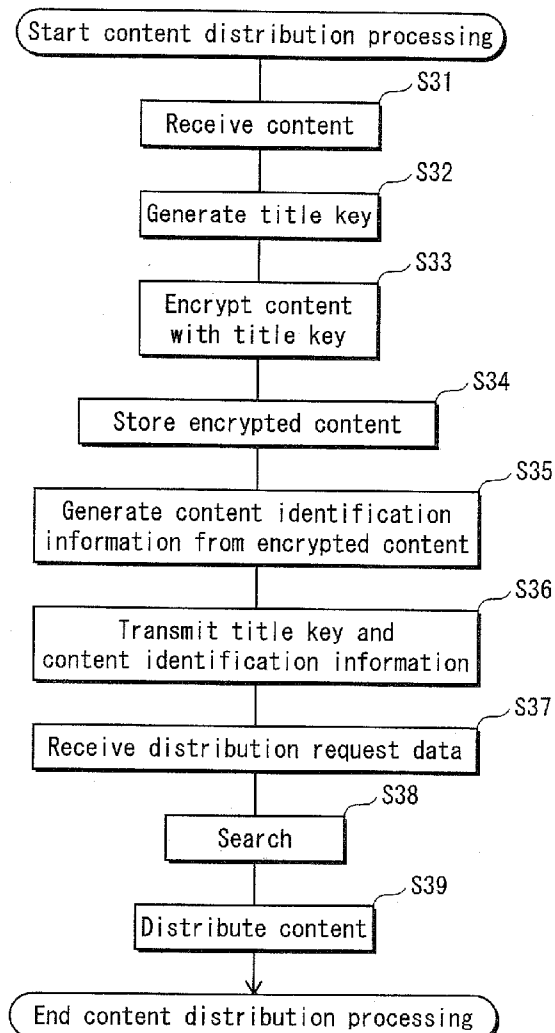 Start content distribution processing
S31
Receive content
S32
Generate title key
S33
Encrypt content
with title key
S34
Store encrypted content
S35
Generate content identification
information from encrypted content
S36
Transmit title key and
content identification information
S37
Receive distribution request data
S38
Search
S39
Distribute content
End content distribution processing